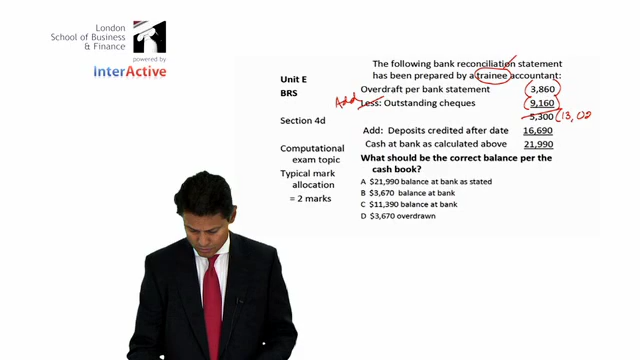 London
School of Business
& Finance
powered by
InterActive
Unit E
BRS
Section 4d
Computational
exam topic
Typical mark
allocation
= 2 marks
The following bank reconciliation statement
has been prepared by a trainee accountant:
Overdraft per bank statement 3,860
Add Less: Outstanding cheques 9,160
5,300 (13,02
Add: Deposits credited after date 16,690
Cash at bank as calculated above 21,990
What should be the correct balance per the
cash book?
A $21,990 balance at bank as stated
B $3,670 balance at bank
C $11,390 balance at bank
D $3,670 overdrawn